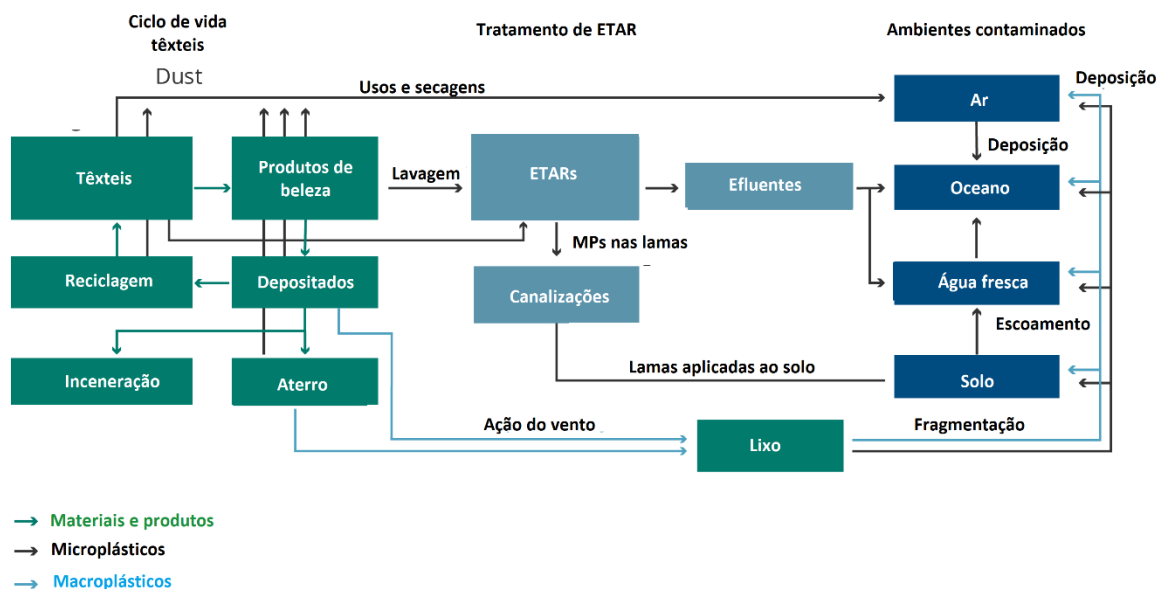 Ciclo de vida
têxteis
Tratamento de ETAR
Ambientes contaminados
Dust
Deposição
Usos e secagens
Ar
Deposição
Têxteis
Produtos de
beleza
Lavagem
ETARs
Efluentes
Oceano
MPs nas lamas
Reciclagem
Depositados
Canalizações
Água fresca
Escoamento
Inceneração
Aterro
Lamas aplicadas ao solo
Solo
Ação do vento
Lixo
Fragmentação
Materiais e produtos
Microplásticos
Macroplásticos